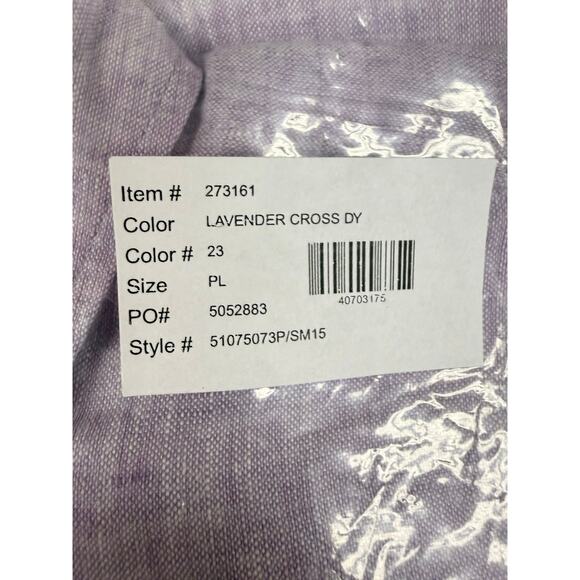 Item # 273161
Color LAVENDER CROSS DY
Color # 23
Size PL
PO# 5052883
Style # 51075073P/SM15
40703175